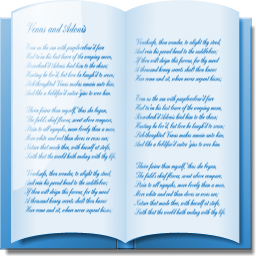 Venus and Adonis
Even as the sun with purple-colour'd face
Had ta'en his last leave of the weeping morn,
Rose-cheek'd Adonis hied him to the chase;
Hunting he lov'd, but love he laugh'd to scorn;
Sick-thoughted Venus makes amain unto him,
And like a bold-fac'd suitor 'gins to woo him.
Thrice fairer than myself,' thus she began,
The field's chief flower, sweet above compare,
Stain to all nymphs, more lovely than a man,
More white and red than doves or roses are;
Nature that made thee, with herself at strife,
Saith that the world hath ending with thy life.
Vouchsafe, thou wonder, to alight thy steed,
And rein his proud head to the saddle-bow;
If thou wilt deign this favour, for thy meed
A thousand honey secrets shalt thou know:
Here come and sit, where never serpent hisses,
Vouchsafe, thou wonder, to alight thy steed,
And rein his proud head to the saddle-bow;
If thou wilt deign this favour, for thy meed
A thousand honey secrets shalt thou know:
Here come and sit, where never serpent hisses,
Even as the sun with purple-colour'd face
Had ta'en his last leave of the weeping morn,
Rose-cheek'd Adonis hied him to the chase;
Hunting he lov'd, but love he laugh'd to scorn;
Sick-thoughted Venus makes amain unto him,
And like a bold-fac'd suitor 'gins to woo him.
Thrice fairer than myself,' thus she began,
The field's chief flower, sweet above compare,
Stain to all nymphs, more lovely than a man,
More white and red than doves or roses are;
Nature that made thee, with herself at strife,
Saith that the world hath ending with thy life.